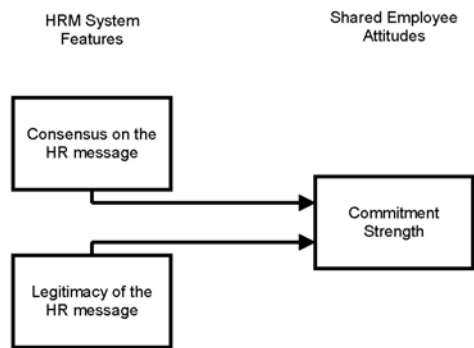 HRM System
Features
Shared Employee
Attitudes
Consensus on the
HR message
Commitment
Strength
Legitimacy of the
HR message